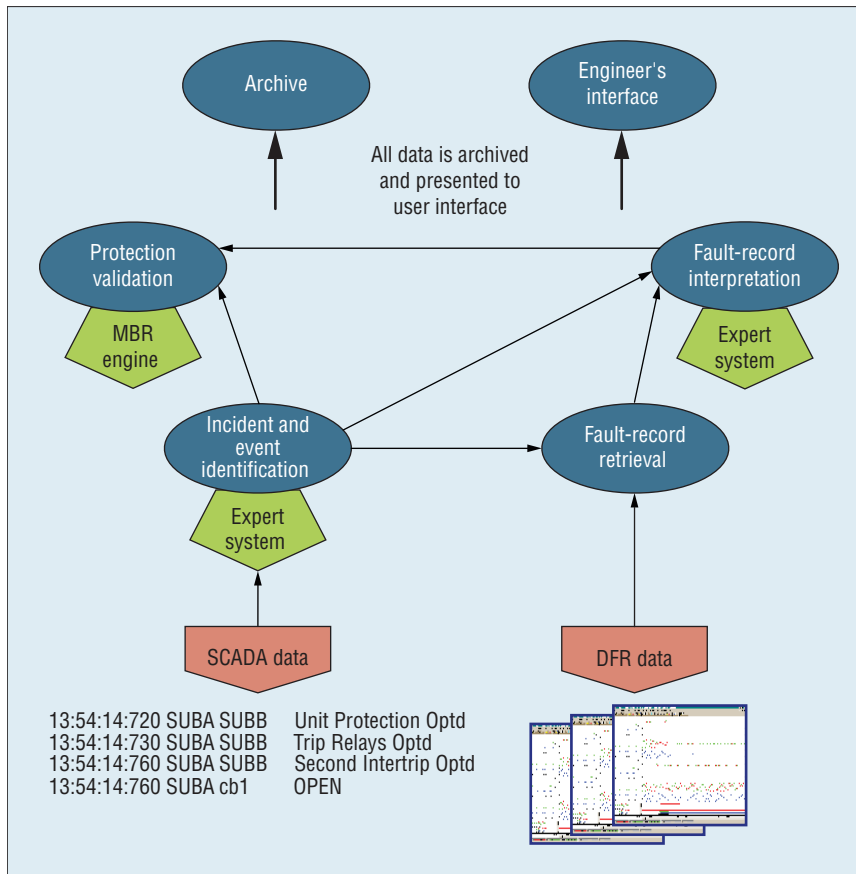 Archive
Engineer's
interface
All data is archived
and presented to
user interface
Protection
validation
Fault-record
interpretation
MBR
engine
Expert
system
Incident and
event
identification
Fault-record
retrieval
Expert
system
SCADA data
DFR data
13:54:14:720 SUBA SUBB Unit Protection Optd
13:54:14:730 SUBA SUBB Trip Relays Optd
13:54:14:760 SUBA SUBB Second Intertrip Optd
13:54:14:760 SUBA cb1 OPEN